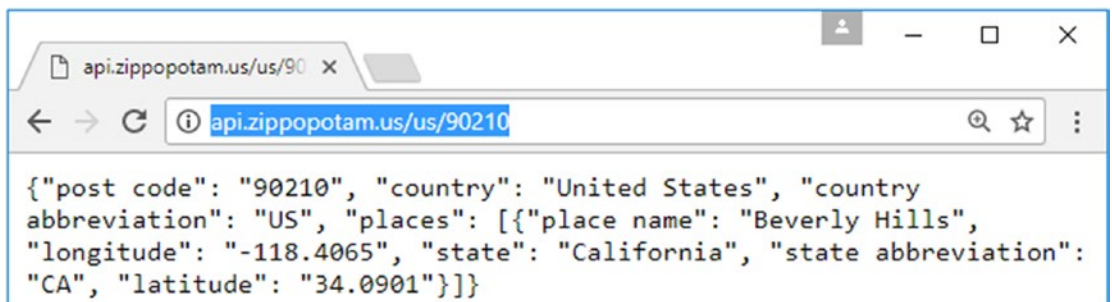 api.zippopotam.us/us/90
api.zippopotam.us/us/90210
{"post code": "90210", "country": "United States", "country
abbreviation": "US", "places": [{"place name": "Beverly Hills",
"longitude": "-118.4065", "state": "California", "state abbreviation":
"CA", "latitude": "34.0901"}]}